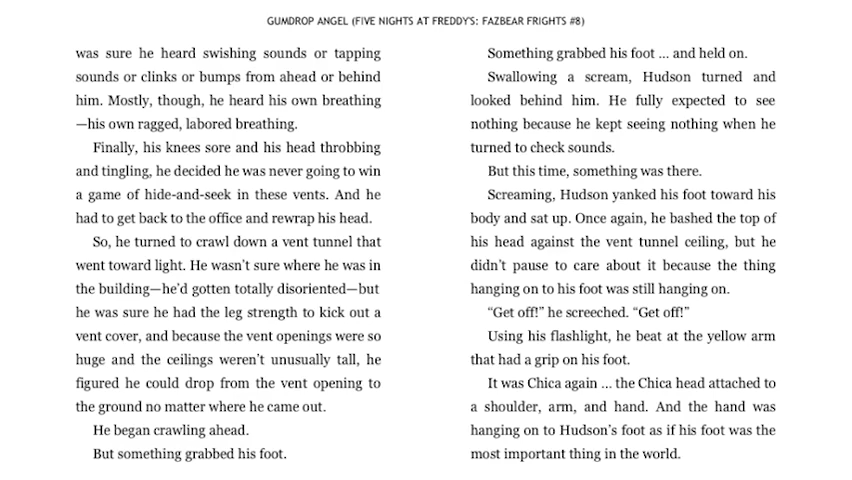 GUMDROP ANGEL (FIVE NIGHTS AT FREDDY'S: FAZBEAR FRIGHTS #8)
was sure he heard swishing sounds or tapping
sounds or clinks or bumps from ahead or behind
him. Mostly, though, he heard his own breathing
—his own ragged, labored breathing.
Finally, his knees sore and his head throbbing
and tingling, he decided he was never going to win
a game of hide-and-seek in these vents. And he
had to get back to the office and rewrap his head.
So, he turned to crawl down a vent tunnel that
went toward light. He wasn’t sure where he was in
the building—he’d gotten totally disoriented—but
he was sure he had the leg strength to kick out a
vent cover, and because the vent openings were so
huge and the ceilings weren’t unusually tall, he
figured he could drop from the vent opening to
the ground no matter where he came out.
He began crawling ahead.
But something grabbed his foot.
Something grabbed his foot ... and held on.
Swallowing a scream, Hudson turned and
looked behind him. He fully expected to see
nothing because he kept seeing nothing when he
turned to check sounds.
But this time, something was there.
Screaming, Hudson yanked his foot toward his
body and sat up. Once again, he bashed the top of
his head against the vent tunnel ceiling, but he
didn’t pause to care about it because the thing
hanging on to his foot was still hanging on.
“Get off!” he screeched. “Get off!”
Using his flashlight, he beat at the yellow arm
that had a grip on his foot.
It was Chica again ... the Chica head attached to
a shoulder, arm, and hand. And the hand was
hanging on to Hudson’s foot as if his foot was the
most important thing in the world.